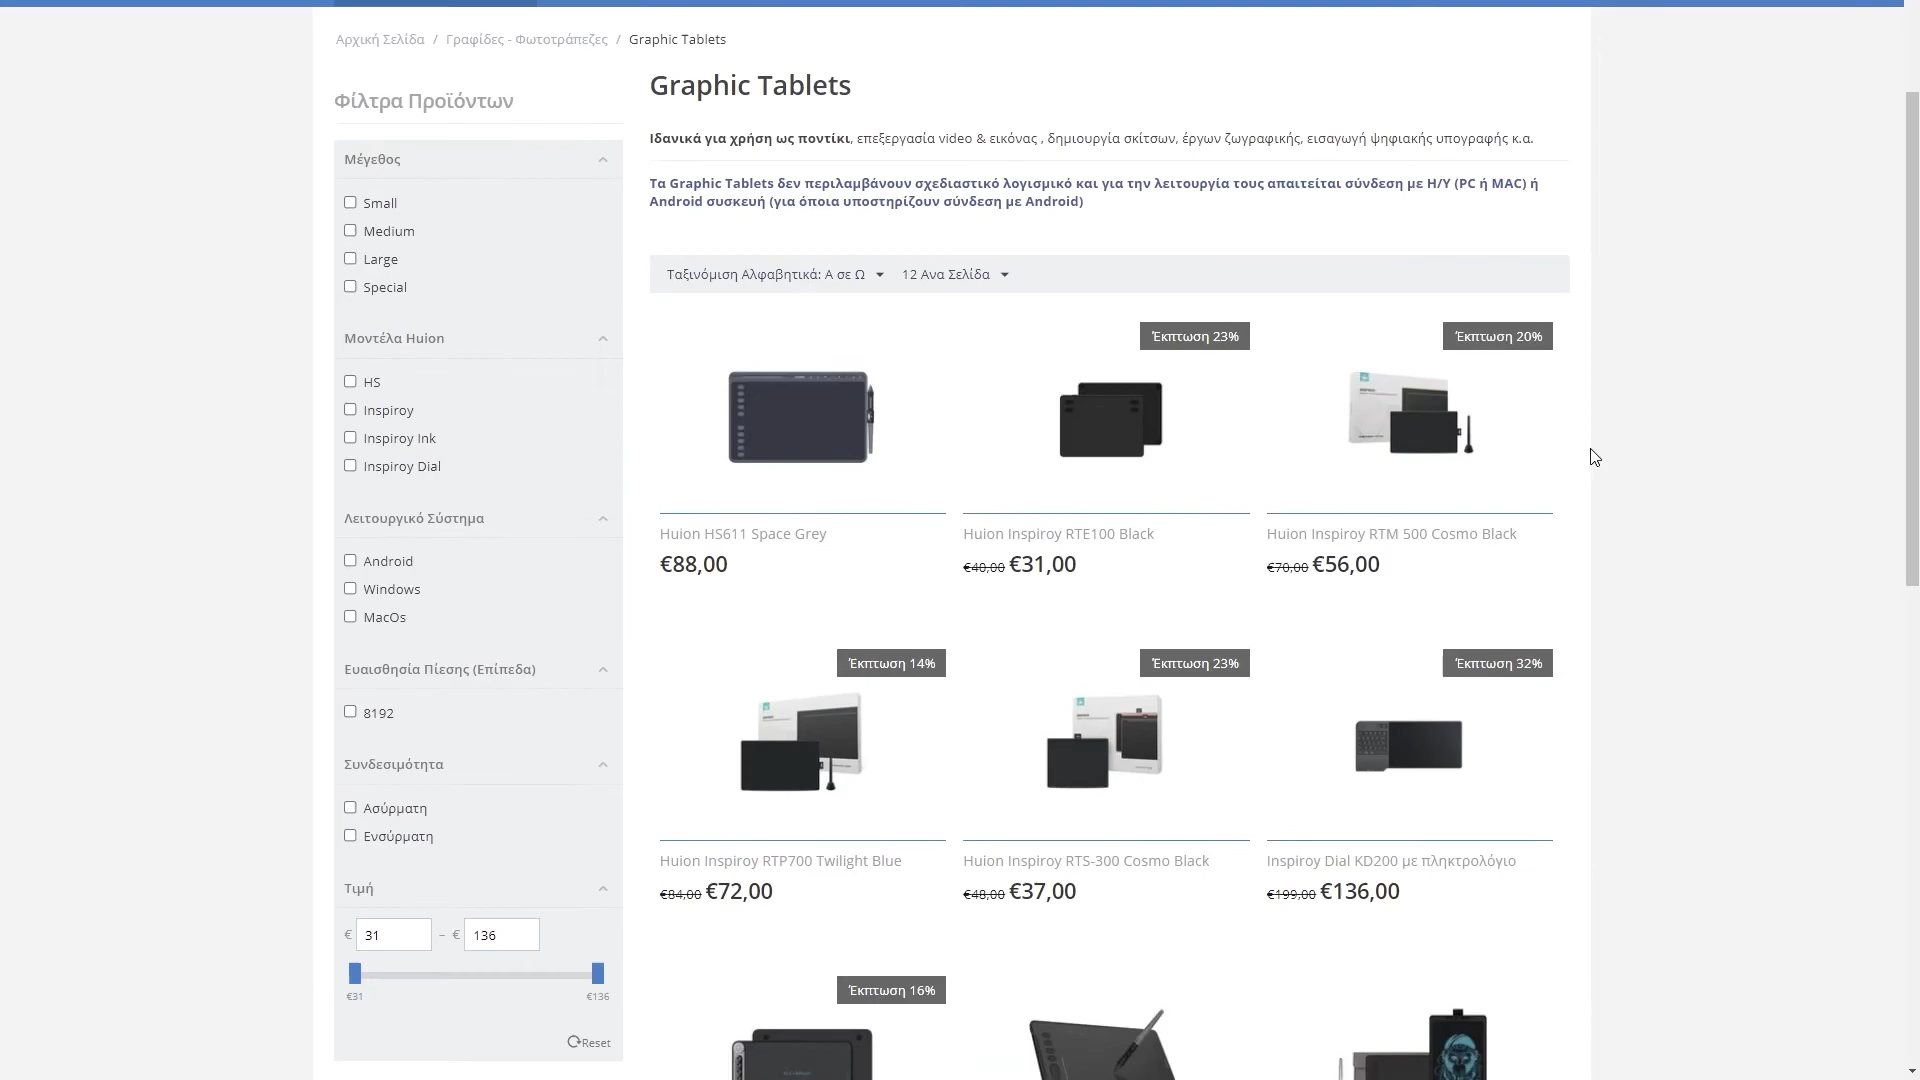 Αρχική Σελίδα / Γραφίδες - Φωτοτράπεζες / Graphic Tablets
Φίλτρα Προϊόντων
Μέγεθος
Small
Medium
Large
Special
Μοντέλα Huion
HS
Inspiroy
Inspiroy Ink
Inspiroy Dial
Λειτουργικό Σύστημα
Android
Windows
MacOs
Ευαισθησία Πίεσης (Επίπεδα)
8192
Συνδεσιμότητα
Ασύρματη
Ενσύρματη
Τιμή
€ 31 – € 136
€31 €136
Reset
Graphic Tablets
Ιδανικά για χρήση ως ποντίκι, επεξεργασία video & εικόνας , δημιουργία σκίτσων, έργων ζωγραφικής, εισαγωγή ψηφιακής υπογραφής κ.α.
Τα Graphic Tablets δεν περιλαμβάνουν σχεδιαστικό λογισμικό και για την λειτουργία τους απαιτείται σύνδεση με Η/Υ (PC ή MAC) ή
Android συσκευή (για όποια υποστηρίζουν σύνδεση με Android)
Ταξινόμιση Αλφαβητικά: Α σε Ω 12 Ανα Σελίδα
Έκπτωση 23% Έκπτωση 20%
Huion HS611 Space Grey Huion Inspiroy RTE100 Black Huion Inspiroy RTM 500 Cosmo Black
€88,00 €40,00 €31,00 €70,00 €56,00
Έκπτωση 14% Έκπτωση 23% Έκπτωση 32%
Huion Inspiroy RTP700 Twilight Blue Huion Inspiroy RTS-300 Cosmo Black Inspiroy Dial KD200 με πληκτρολόγιο
€84,00 €72,00 €48,00 €37,00 €199,00 €136,00
Έκπτωση 16%